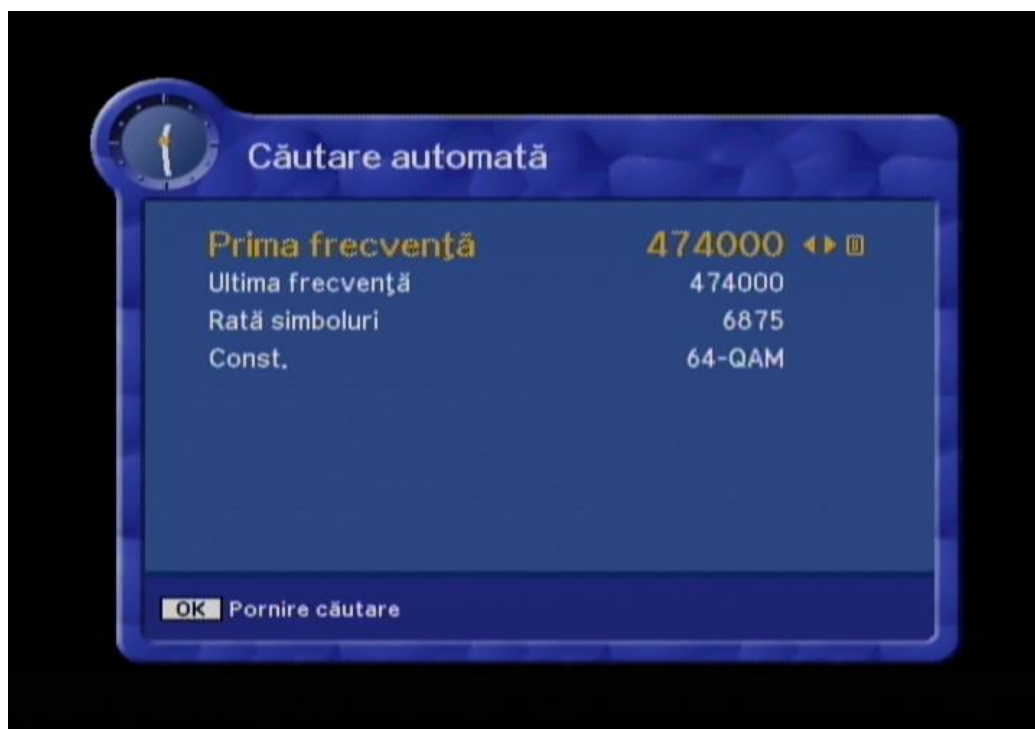 Căutare automată
Prima frecvenţă 474000
Ultima frecvenţă 474000
Rată simboluri 6875
Const. 64-QAM
OK Pornire căutare